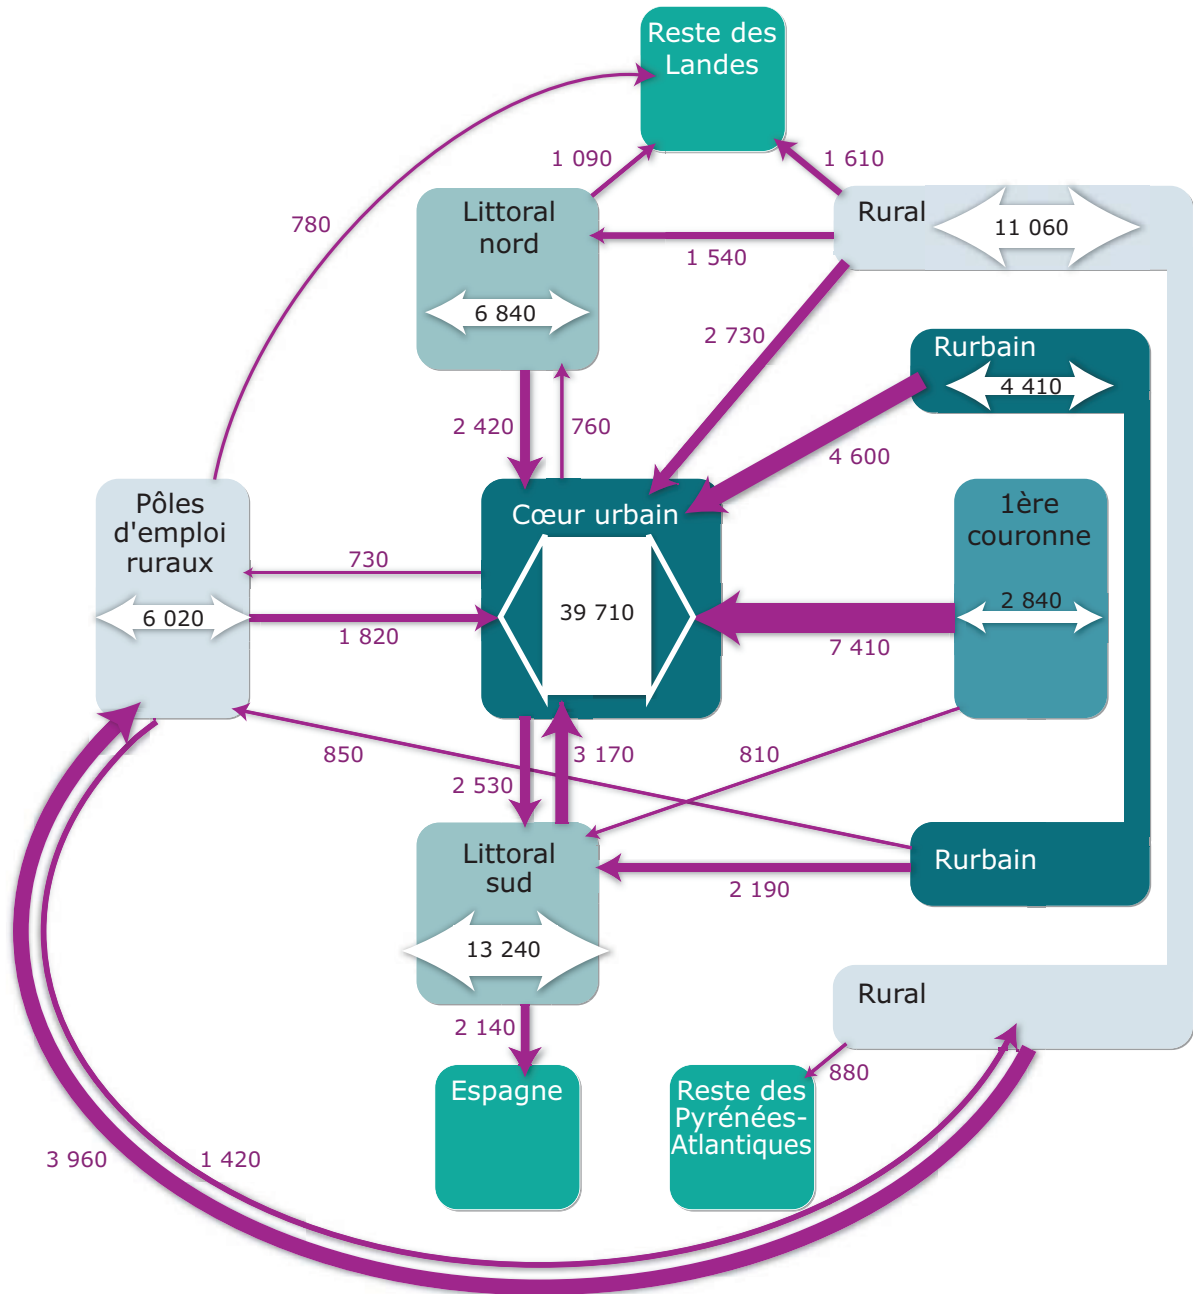 Reste des
Landes
1 090
1 610
780
Littoral
nord
Rural
11 060
1 540
6 840
2 730
Rurbain
4 410
2 420
760
4 600
Pôles
d'emploi
ruraux
Cœur urbain
1ère
couronne
730
6 020
39 710
2 840
1 820
7 410
850
3 170
810
2 530
Littoral
sud
Rurbain
2 190
13 240
Rural
2 140
880
Espagne
Reste des
Pyrénées-
Atlantiques
3 960
1 420